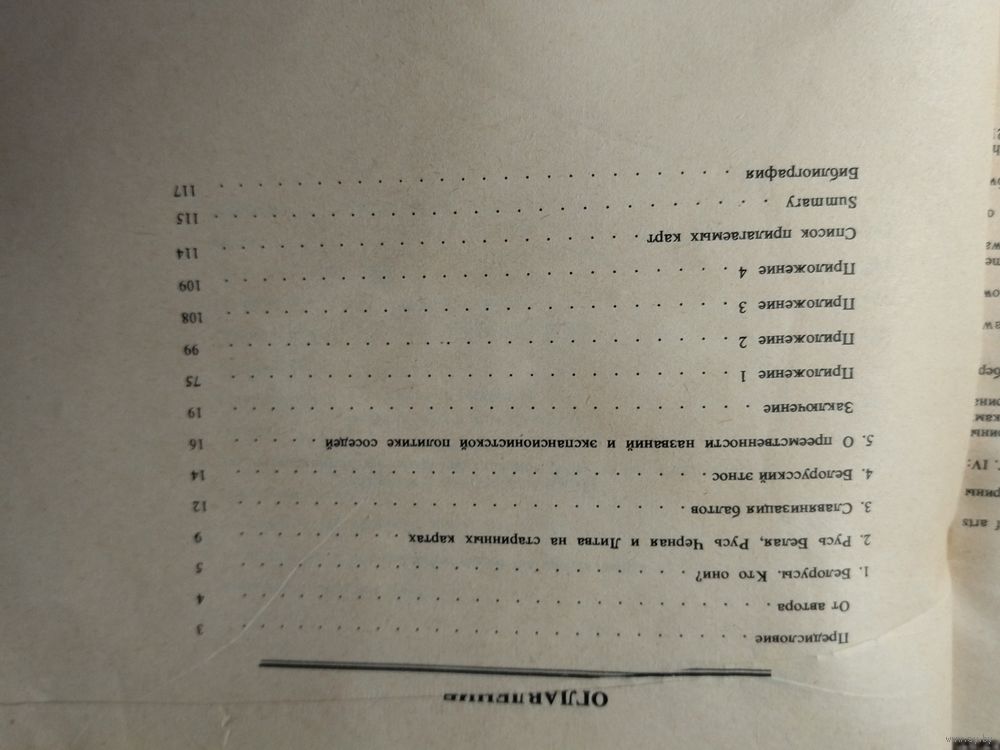 ОГЛАВЛЕНИЕ
Предисловие . . . . . . . . . . 3
От автора . . . . . . . . . . 4
1. Белорусы. Кто они? . . . . . . . . . . 5
2. Русь Белая, Русь Черная и Литва на старинных картах . . . . . . . . 9
3. Славянизация балтов . . . . . . . . . . 12
4. Белорусский этнос . . . . . . . . . . 14
5. О преемственности названий и экспансионистской политике соседей . . . . . 16
Заключение . . . . . . . . . . 19
Приложение 1 . . . . . . . . . . 75
Приложение 2 . . . . . . . . . . 99
Приложение 3 . . . . . . . . . . 108
Приложение 4 . . . . . . . . . . 109
Список прилагаемых карт . . . . . . . . . . 114
Summary . . . . . . . . . . 115
Библиография . . . . . . . . . . 117